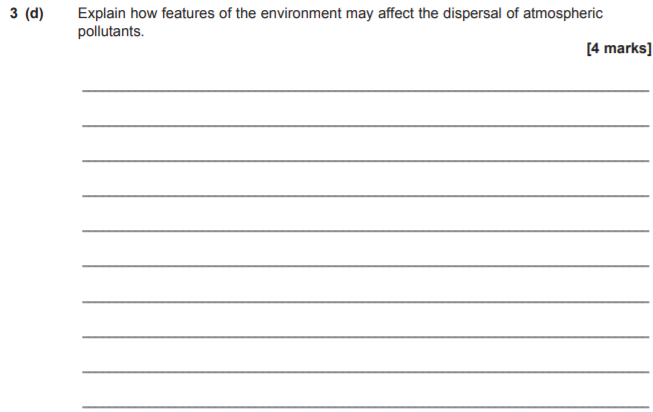 3 (d) Explain how features of the environment may affect the dispersal of atmospheric
pollutants.
[4 marks]